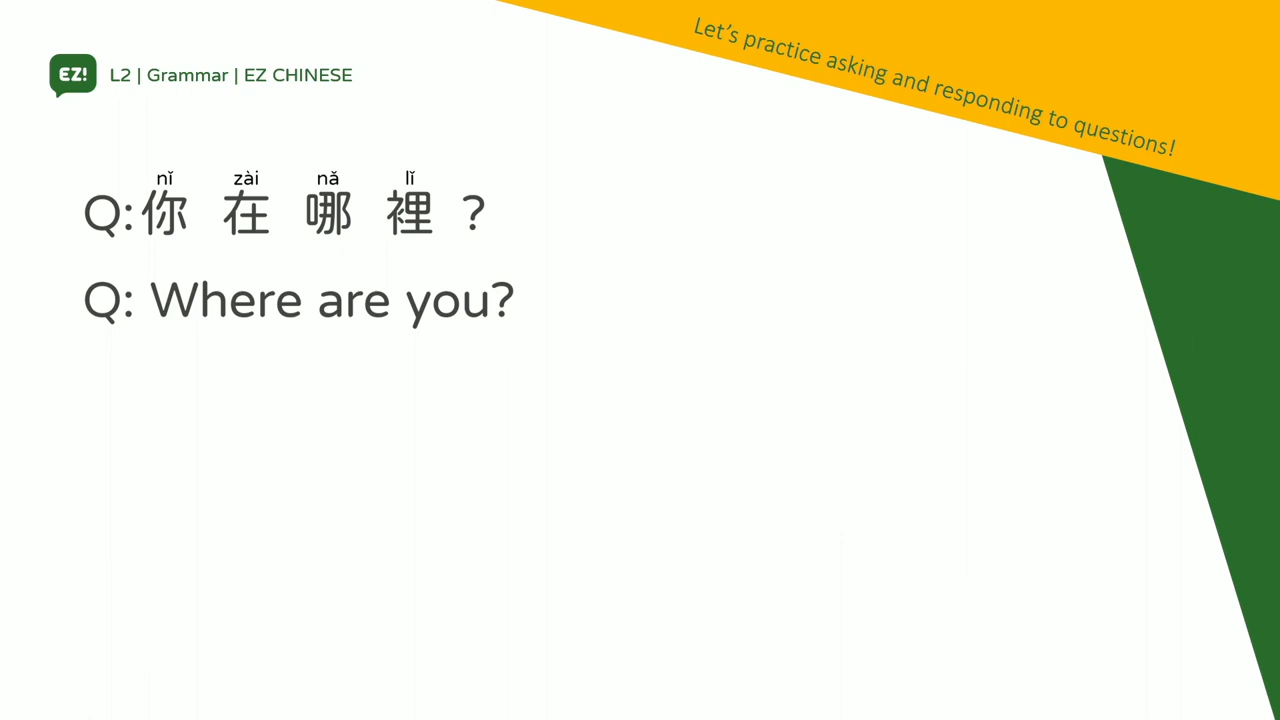 Let's practice asking and responding to questions!
EZ!
L2 | Grammar | EZ CHINESE
nǐ zài nǎ lǐ
Q:你 在 哪 裡 ?
Q: Where are you?